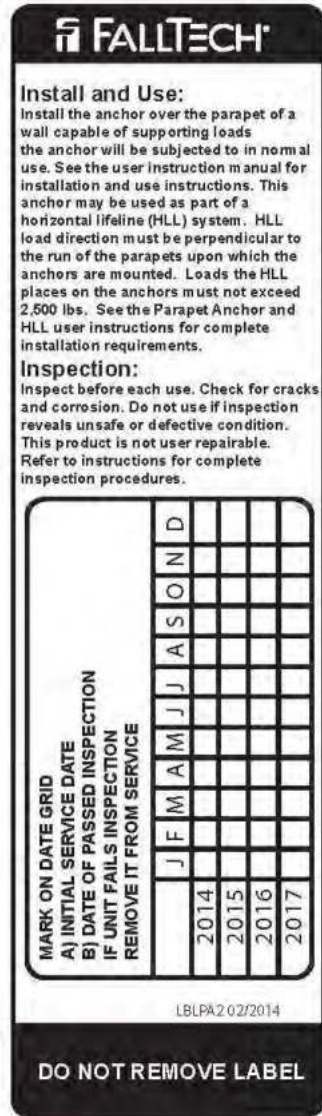 FALLTECH
Install and Use:
Install the anchor over the parapet of a
wall capable of supporting loads
the anchor will be subjected to in normal
use. See the user instruction manual for
installation and use instructions. This
anchor may be used as part of a
horizontal lifeline (HLL) system. HLL
load direction must be perpendicular to
the run of the parapets upon which the
anchors are mounted. Loads the HLL
places on the anchors must not exceed
2,500 lbs. See the Parapet Anchor and
HLL user instructions for complete
installation requirements.
Inspection:
Inspect before each use. Check for cracks
and corrosion. Do not use if inspection
reveals unsafe or defective condition.
This product is not user repairable.
Refer to instructions for complete
inspection procedures.
MARK ON DATE GRID
A) INITIAL SERVICE DATE
B) DATE OF PASSED INSPECTION
IF UNIT FAILS INSPECTION
REMOVE IT FROM SERVICE
J F M A M J J A S O N D
2014
2015
2016
2017
LBLPA2 02/2014
DO NOT REMOVE LABEL